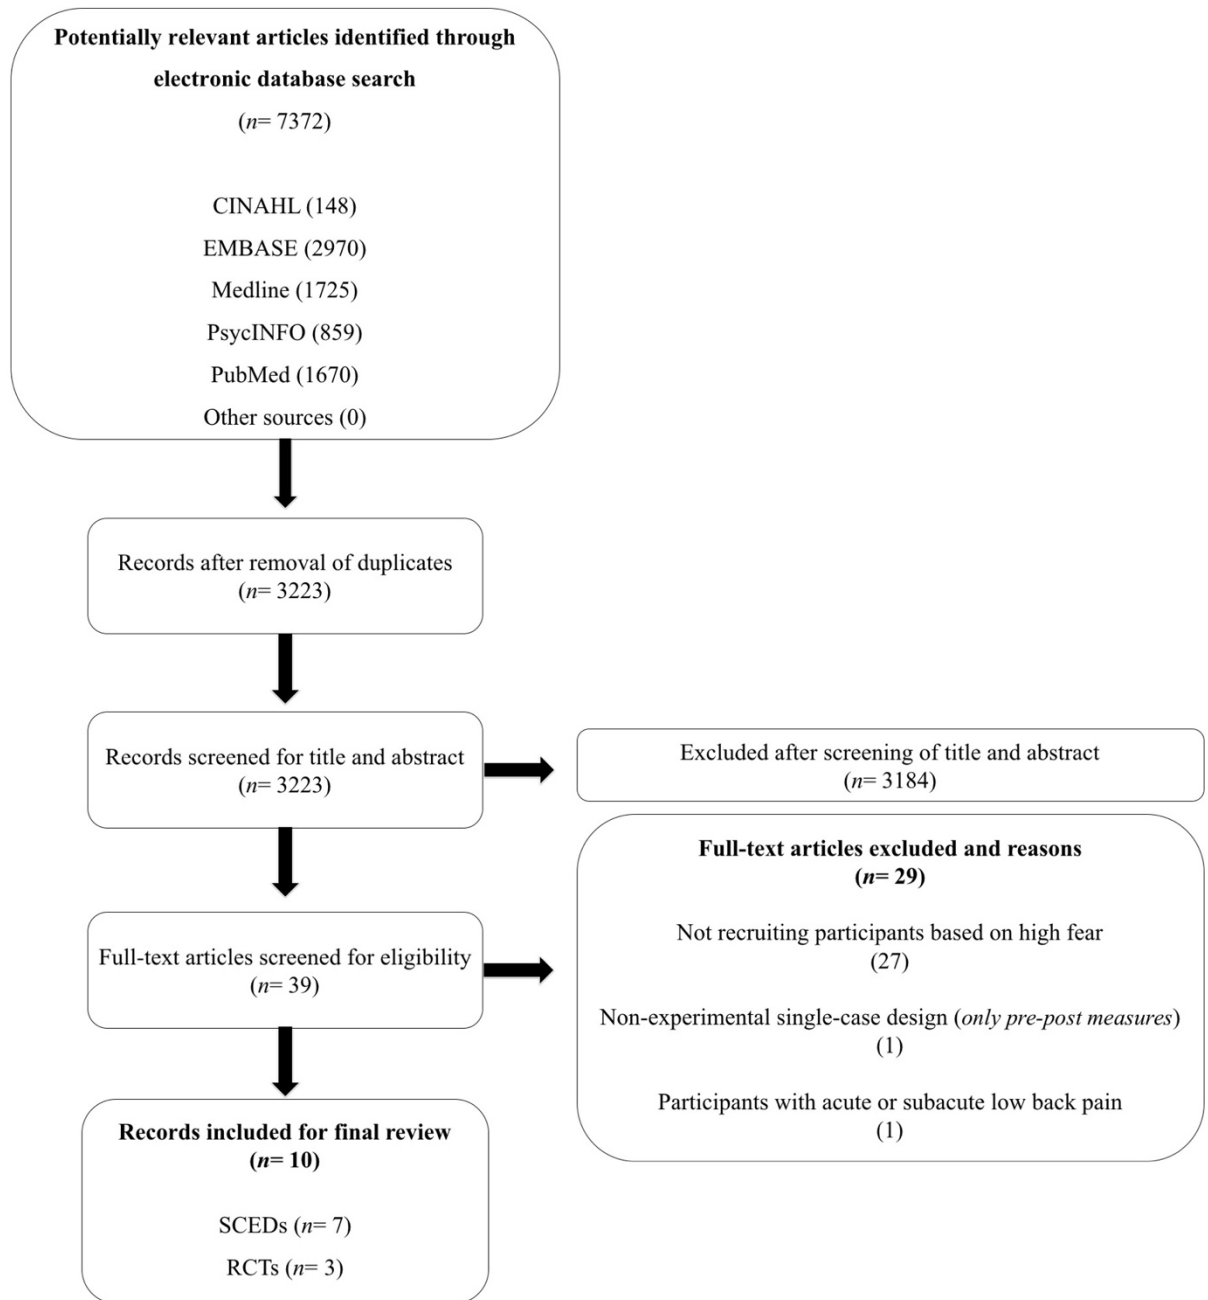 Potentially relevant articles identified through
electronic database search
(n= 7372)
CINAHL (148)
EMBASE (2970)
Medline (1725)
PsycINFO (859)
PubMed (1670)
Other sources (0)
Records after removal of duplicates
(n= 3223)
Records screened for title and abstract
(n= 3223)
Excluded after screening of title and abstract
(n= 3184)
Full-text articles screened for eligibility
(n= 39)
Full-text articles excluded and reasons
(n= 29)
Not recruiting participants based on high fear
(27)
Non-experimental single-case design (only pre-post measures)
(1)
Participants with acute or subacute low back pain
(1)
Records included for final review
(n= 10)
SCEDs (n= 7)
RCTs (n= 3)